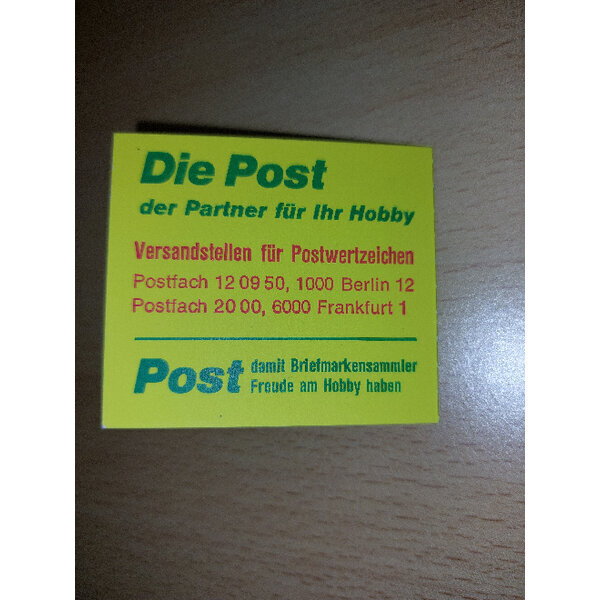 Die Post
der Partner für Ihr Hobby
Versandstellen für Postwertzeichen
Postfach 12 09 50, 1000 Berlin 12
Postfach 20 00, 6000 Frankfurt 1
Post damit Briefmarkensammler
Freude am Hobby haben